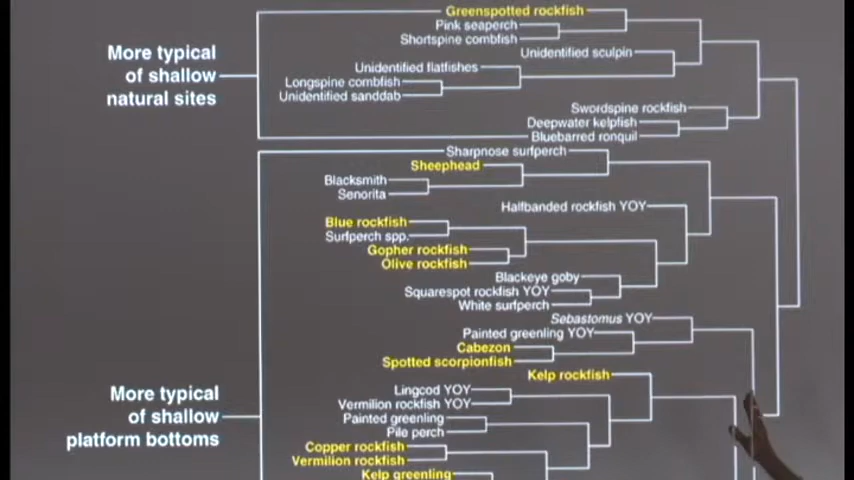 Greenspotted rockfish
Pink seaperch
Shortspine combfish
Unidentified sculpin
Unidentified flatfishes
Longspine combfish
Unidentified sanddab
More typical
of shallow
natural sites
Swordspine rockfish
Deepwater kelpfish
Bluebarred ronquil
Sharpnose surfperch
Sheephead
Blacksmith
Senorita
Halfbanded rockfish YOY
Blue rockfish
Surfperch spp.
Gopher rockfish
Olive rockfish
Blackeye goby
Squarespot rockfish YOY
White surfperch
Sebastomus YOY
Painted greenling YOY
Cabezon
Spotted scorpionfish
Kelp rockfish
More typical
of shallow
platform bottoms
Lingcod YOY
Vermilion rockfish YOY
Painted greenling
Pile perch
Copper rockfish
Vermilion rockfish
Kelp greenling